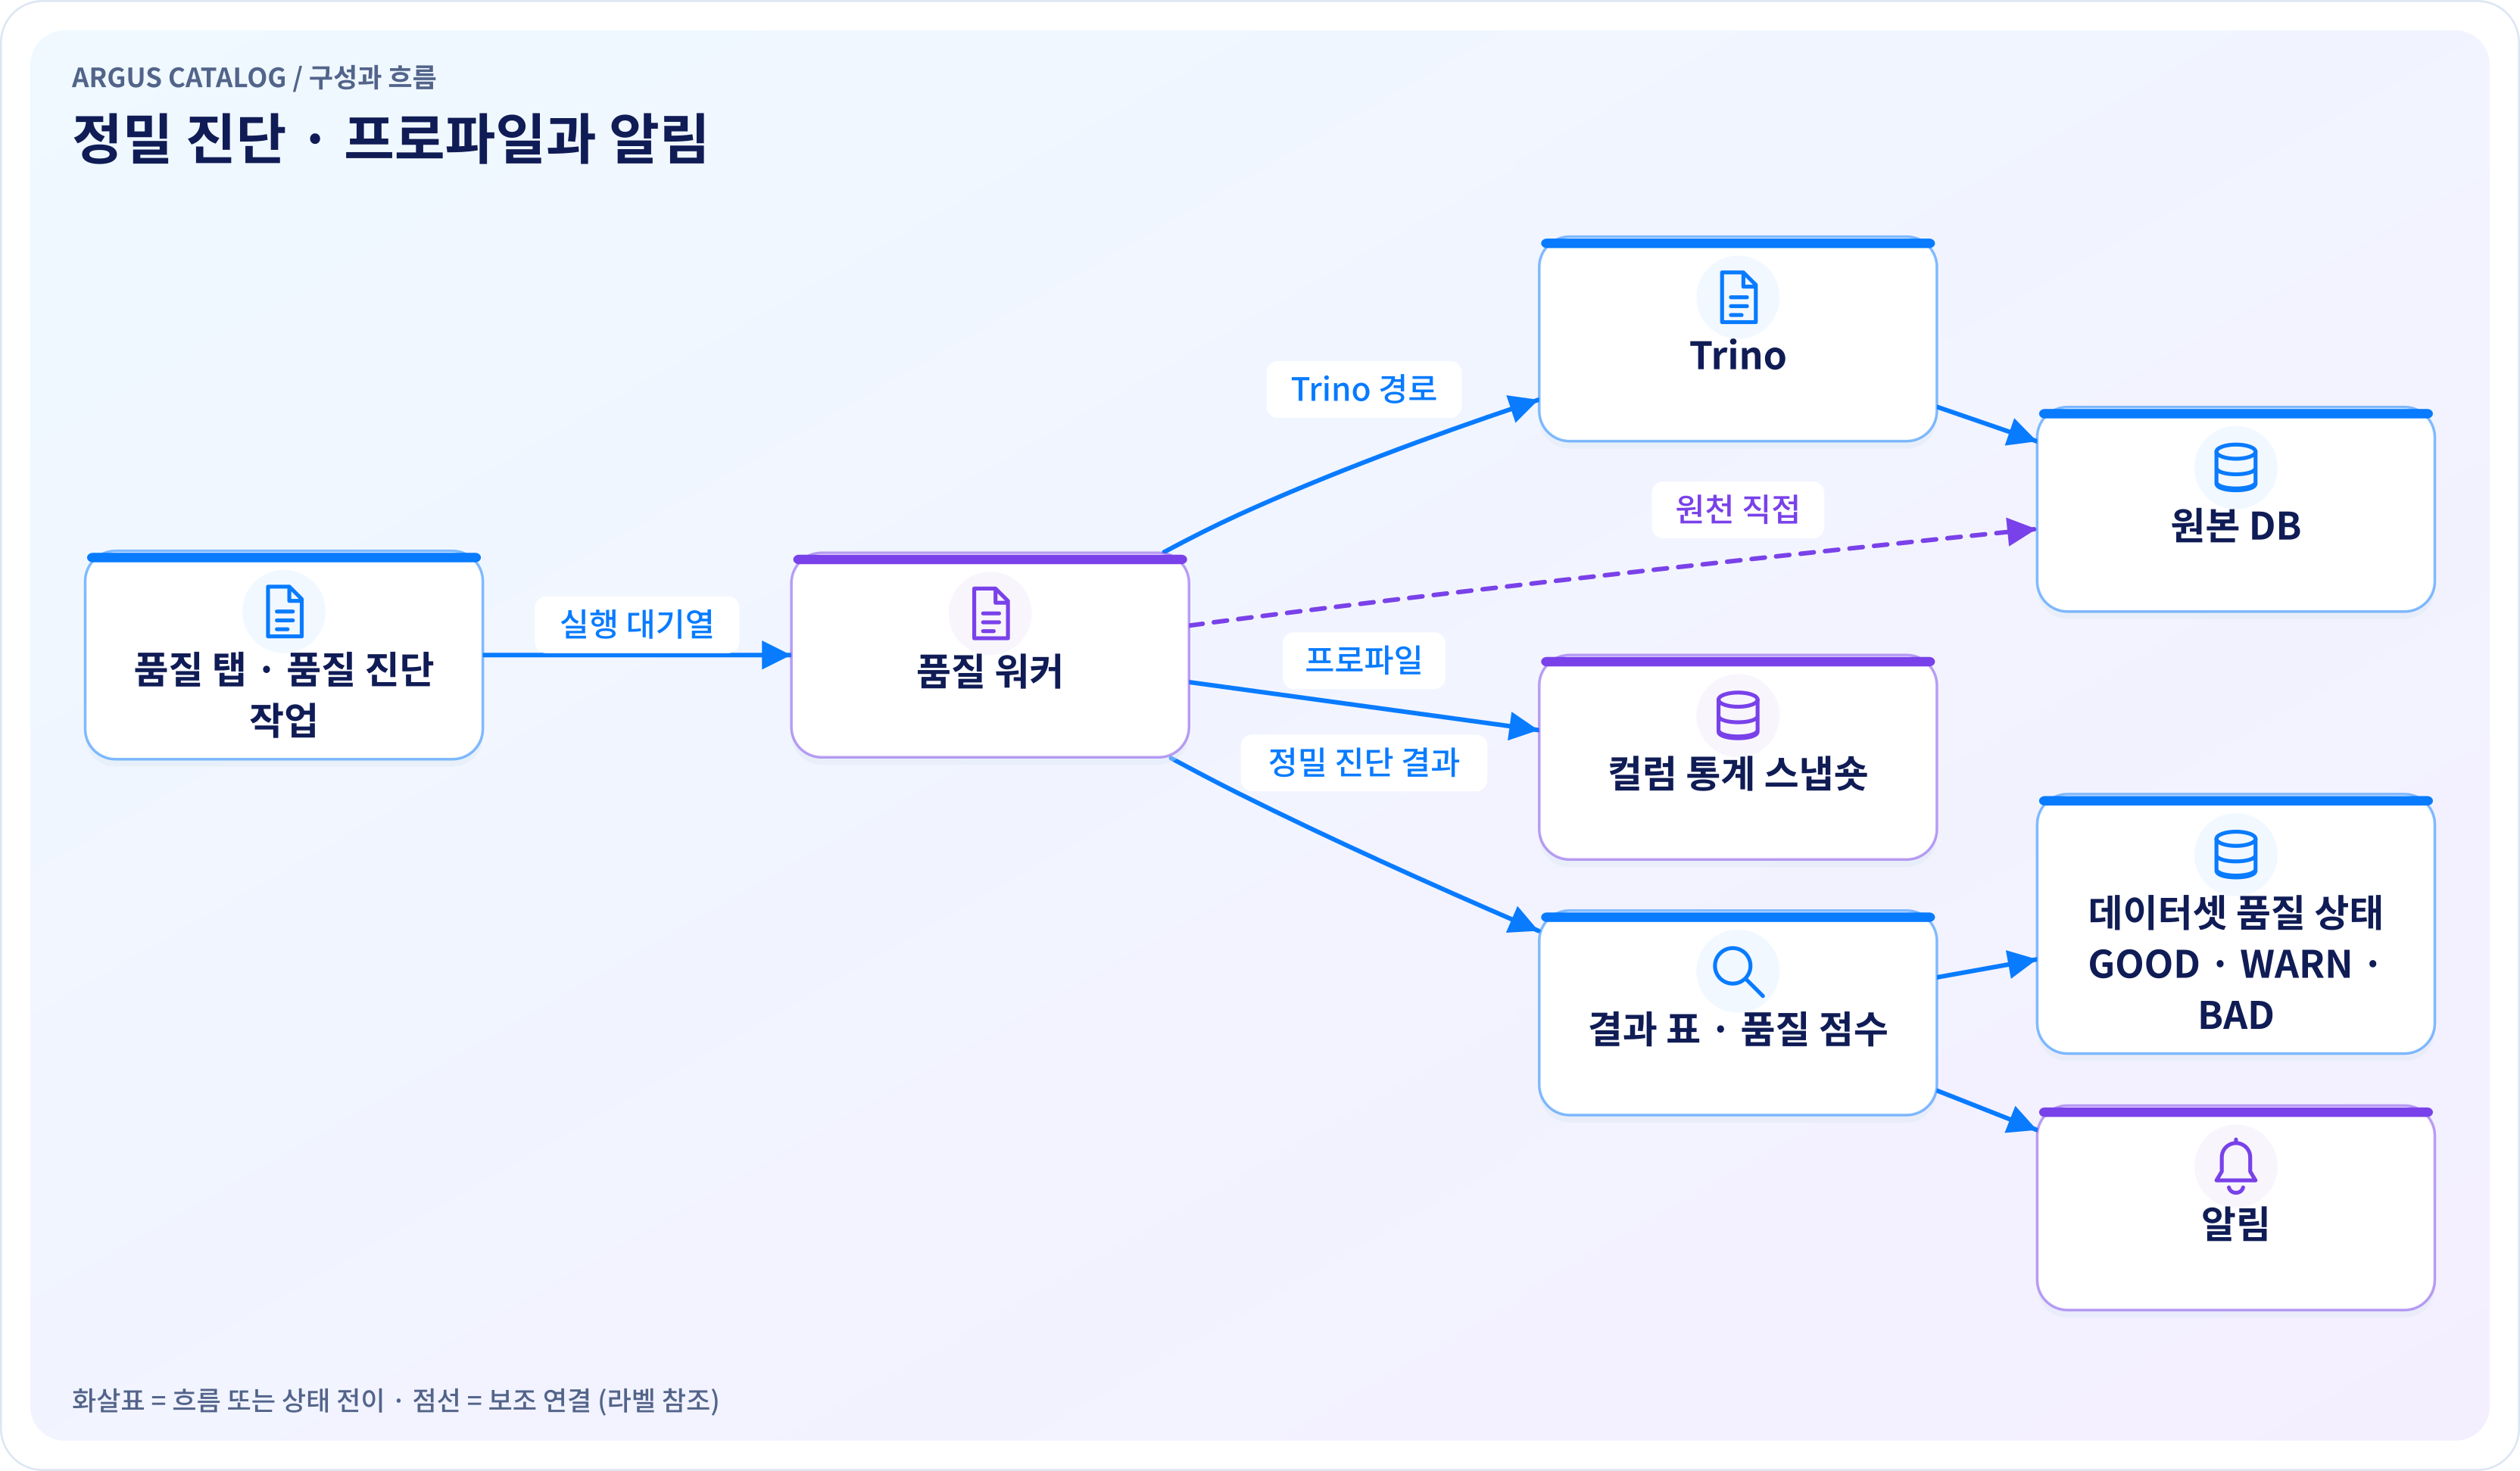 ARGUS CATALOG / 구성과 흐름
정밀 진단 · 프로파일과 알림
Trino
Trino 경로
원천 직접
원본 DB
품질 탭 · 품질 진단
작업
실행 대기열
품질 워커
프로파일
정밀 진단 결과
컬럼 통계 스냅숏
데이터셋 품질 상태
GOOD · WARN ·
BAD
결과 표 · 품질 점수
알림
화살표 = 흐름 또는 상태 전이 · 점선 = 보조 연결 (라벨 참조)